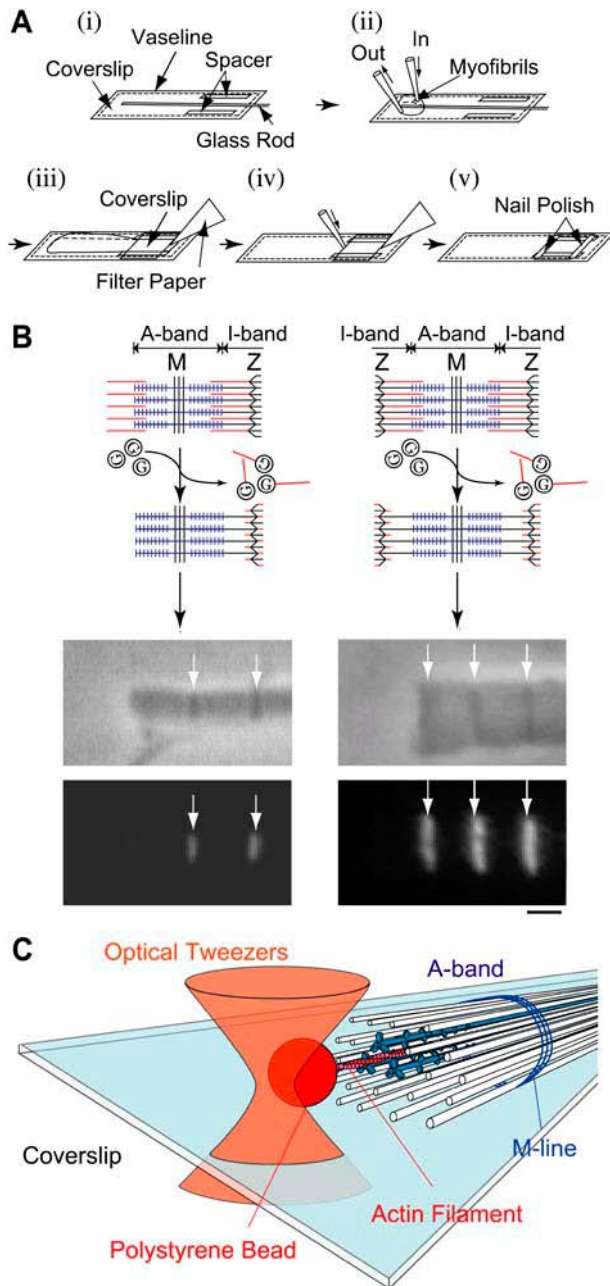 A
(i)
(ii)
Vaseline
Spacer
Coverslip
Glass Rod
Out
In
Myofibrils
(iii)
(iv)
(v)
Coverslip
Filter Paper
Nail Polish
B
A-band I-band
M Z
I-band A-band I-band
Z M Z
G G G
G G G
G G G
G G G
C
Optical Tweezers
A-band
Coverslip
M-line
Actin Filament
Polystyrene Bead